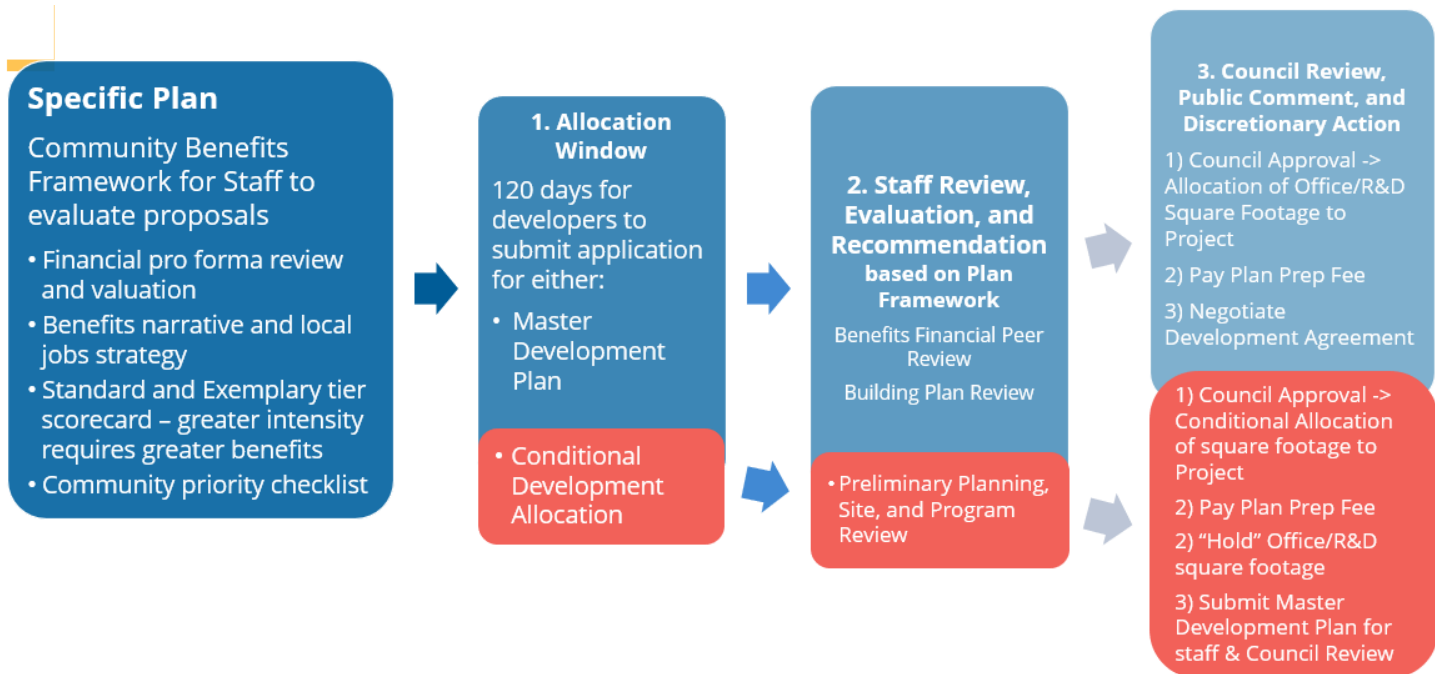 Specific Plan
Community Benefits
Framework for Staff to
evaluate proposals
• Financial pro forma review
and valuation
• Benefits narrative and local
jobs strategy
• Standard and Exemplary tier
scorecard – greater intensity
requires greater benefits
• Community priority checklist
1. Allocation
Window
120 days for
developers to
submit application
for either:
• Master
Development
Plan
• Conditional
Development
Allocation
2. Staff Review,
Evaluation, and
Recommendation
based on Plan
Framework
Benefits Financial Peer
Review
Building Plan Review
• Preliminary Planning,
Site, and Program
Review
3. Council Review,
Public Comment, and
Discretionary Action
1) Council Approval ->
Allocation of Office/R&D
Square Footage to
Project
2) Pay Plan Prep Fee
3) Negotiate
Development Agreement
1) Council Approval ->
Conditional Allocation
of square footage to
Project
2) Pay Plan Prep Fee
2) “Hold” Office/R&D
square footage
3) Submit Master
Development Plan for
staff & Council Review